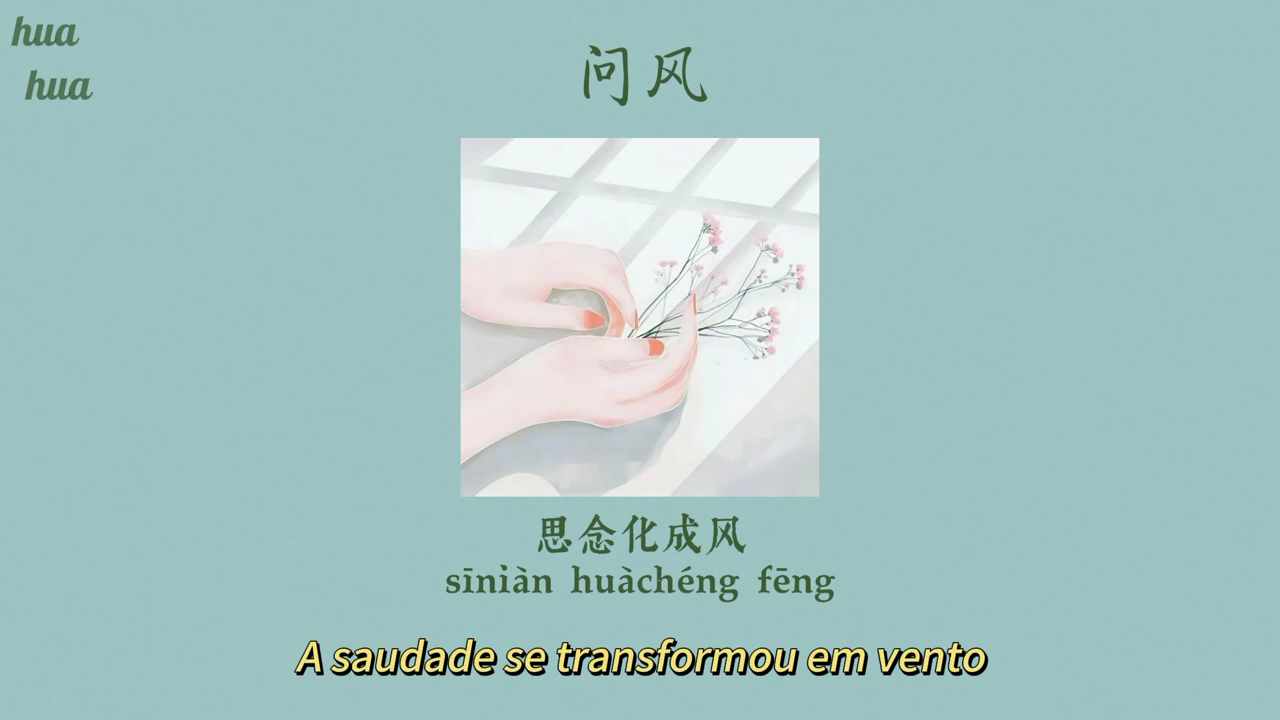 hua
hua
问风
思念化成风
sīniàn huàchéng fēng
A saudade se transformou em vento